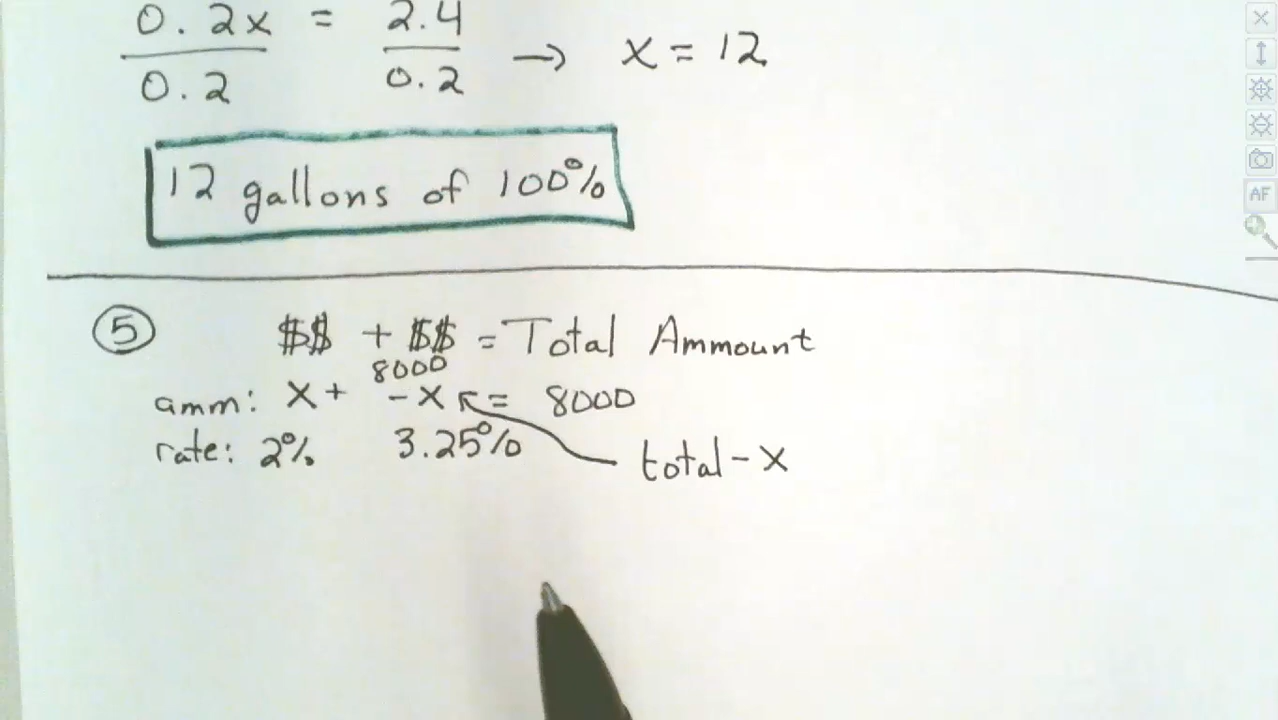 0.2x = 2.4
0.2 0.2 → x = 12
12 gallons of 100%
5 $$ + $$ = Total Ammount
8000
amm: x + - x = 8000
rate: 2% 3.25% total - x
AF